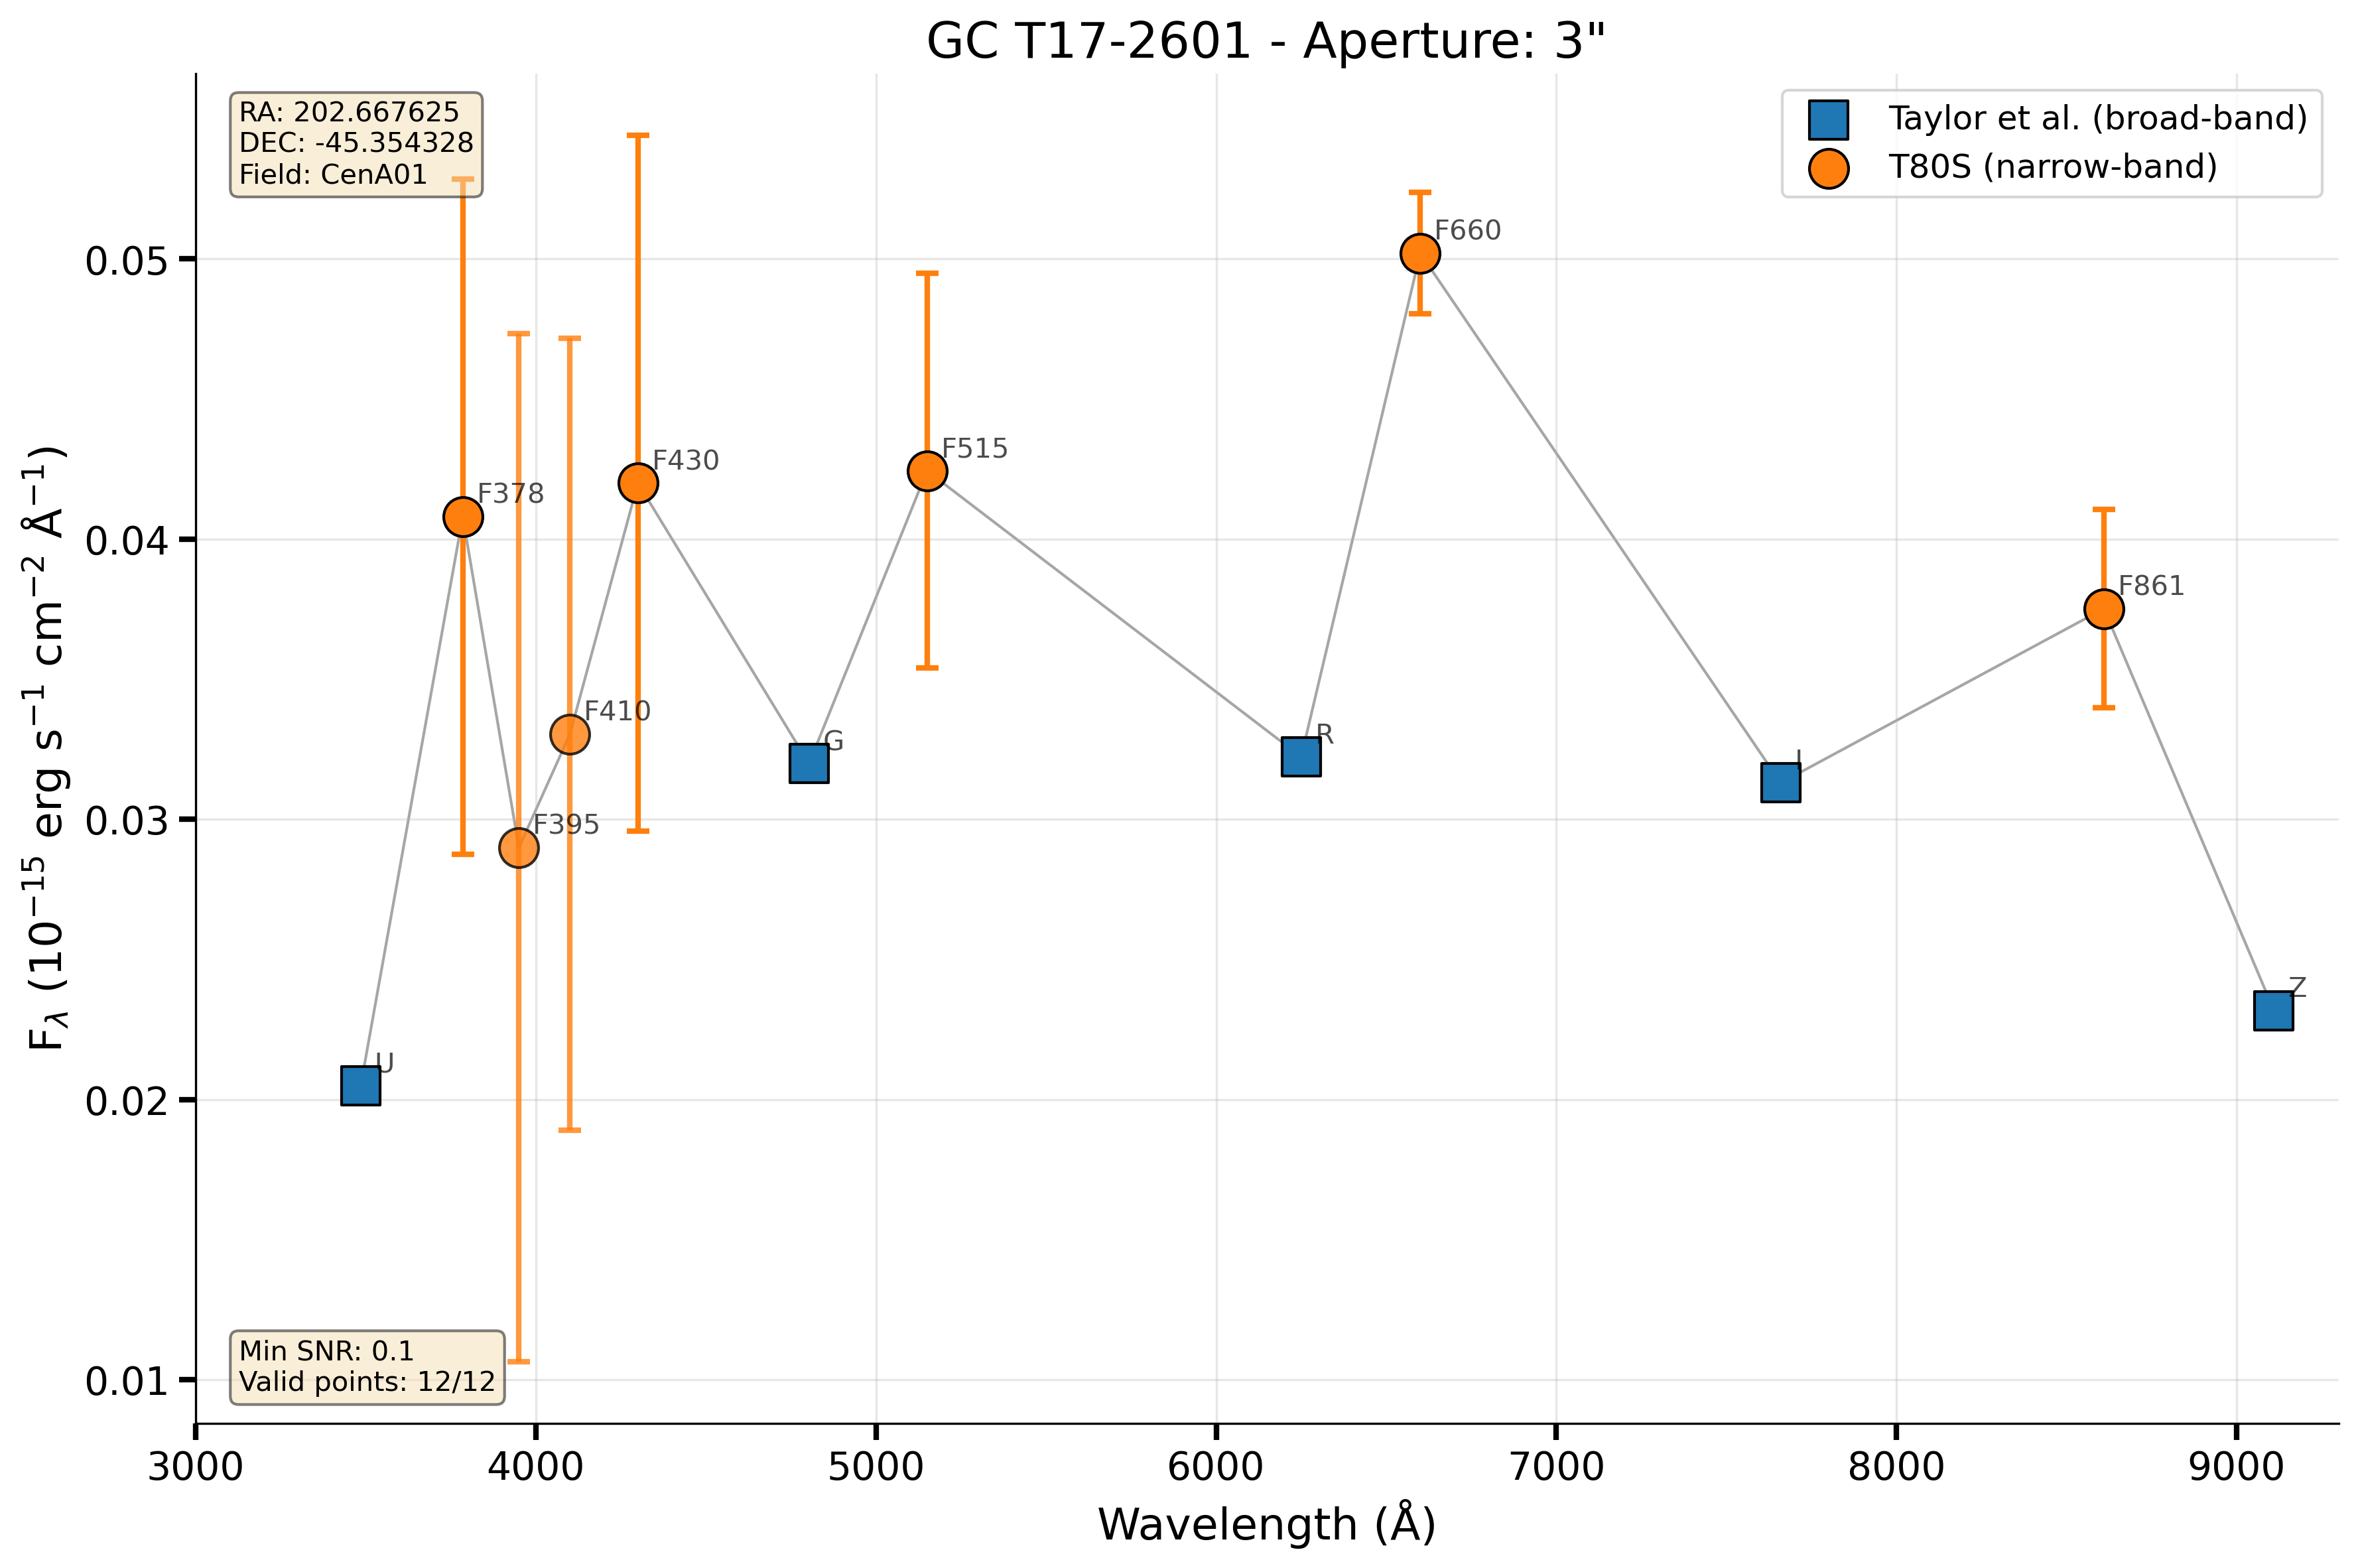 GC T17-2601 - Aperture: 3"
RA: 202.667625
DEC: -45.354328
Field: CenA01
Taylor et al. (broad-band)
T80S (narrow-band)
F660
0.05
F515
F430
F378
F861
0.04
F410
G
R
I
F395
0.03
Z
U
0.02
Min SNR: 0.1
Valid points: 12/12
0.01
3000 4000 5000 6000 7000 8000 9000
Wavelength (Å)
F$_{λ}$ (10$^{−15}$ erg s$^{−1}$ cm$^{−2}$ Å$^{−1}$)